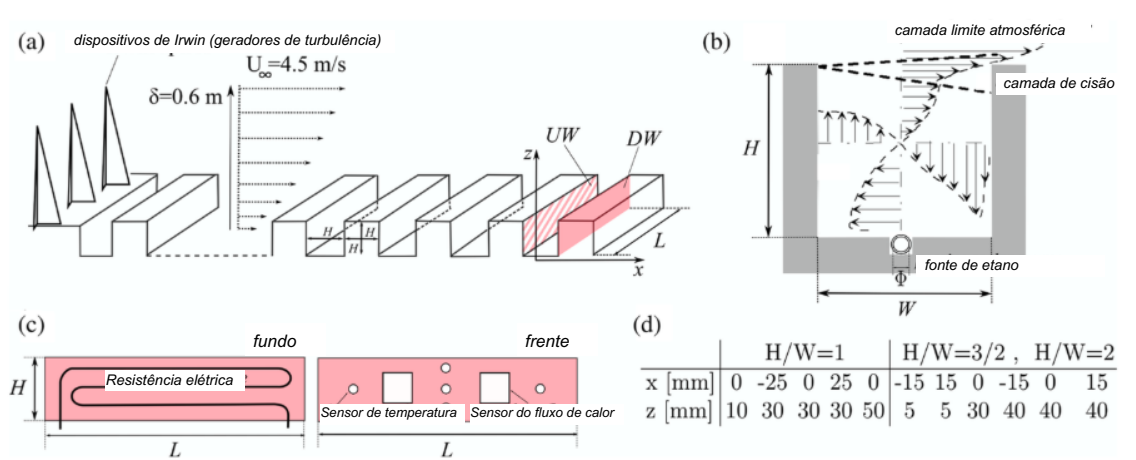 (a)
dispositivos de Irwin (geradores de turbulência)
U∞=4.5 m/s
δ=0.6 m
UW
DW
z
H
H
H
L
x
(b)
camada limite atmosférica
camada de cisão
H
fonte de etano
Φ
W
(c)
fundo
frente
H
Resistência elétrica
Sensor de temperatura
Sensor do fluxo de calor
L
L
(d)
H/W=1 H/W=3/2 , H/W=2
x [mm] 0 -25 0 25 0 -15 15 0 -15 0 15
z [mm] 10 30 30 30 50 5 5 30 40 40 40